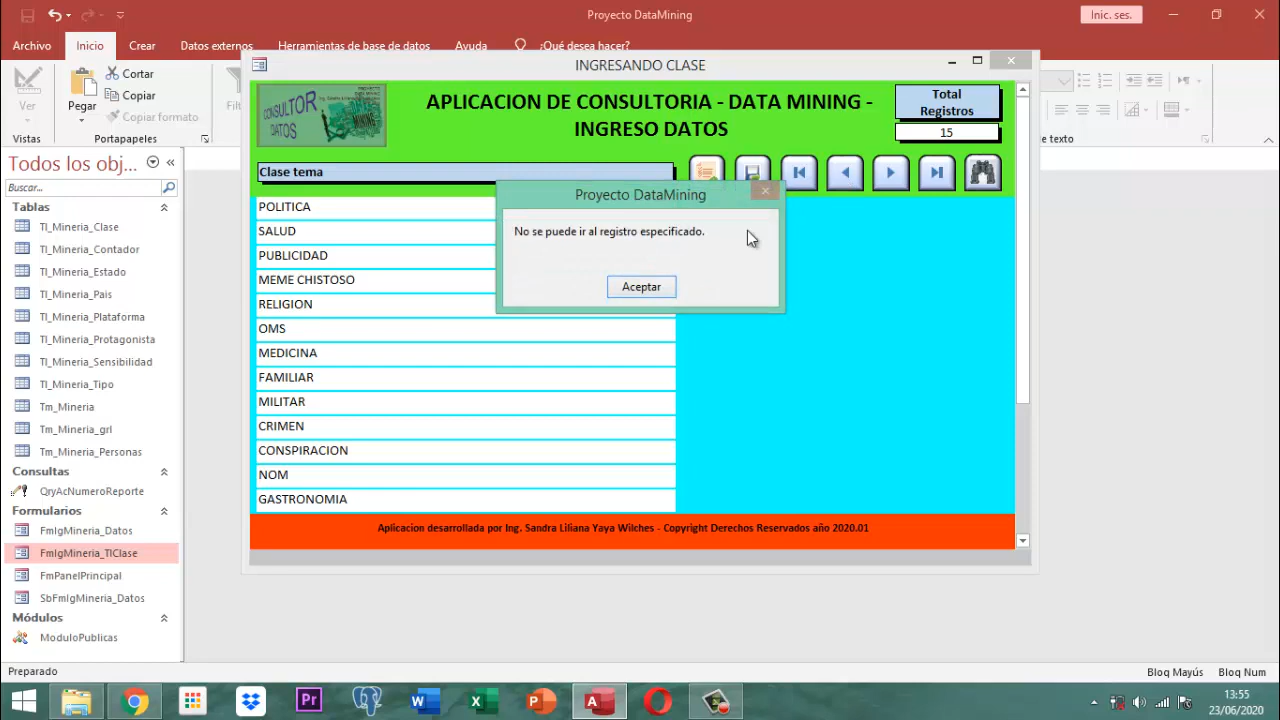 Proyecto DataMining
Inic. ses.
Archivo
Inicio
Crear
Datos externos
Herramientas de base de datos
Ayuda
¿Qué desea hacer?
Ver
Pegar
Cortar
Copiar
Copiar formato
Filt
Vistas
Portapapeles
de texto
Todos los obj...
Buscar...
Tablas
Tl_Mineria_Clase
Tl_Mineria_Contador
Tl_Mineria_Estado
Tl_Mineria_Pais
Tl_Mineria_Plataforma
Tl_Mineria_Protagonista
Tl_Mineria_Sensibilidad
Tl_Mineria_Tipo
Tm_Mineria
Tm_Mineria_grl
Tm_Mineria_Personas
Consultas
QryAcNumeroReporte
Formularios
FmIgMineria_Datos
FmIgMineria_TlClase
FmPanelPrincipal
SbFmIgMineria_Datos
Módulos
ModuloPublicas
INGRESANDO CLASE
CONSULTOR
DATOS
APLICACION DE CONSULTORIA - DATA MINING -
INGRESO DATOS
Total
Registros
15
Clase tema
POLITICA
SALUD
PUBLICIDAD
MEME CHISTOSO
RELIGION
OMS
MEDICINA
FAMILIAR
MILITAR
CRIMEN
CONSPIRACION
NOM
GASTRONOMIA
Proyecto DataMining
No se puede ir al registro especificado.
Aceptar
Aplicacion desarrollada por Ing. Sandra Liliana Yaya Wilches - Copyright Derechos Reservados año 2020.01
Preparado
Bloq Mayús
Bloq Num
Pr
13:55
23/06/2020